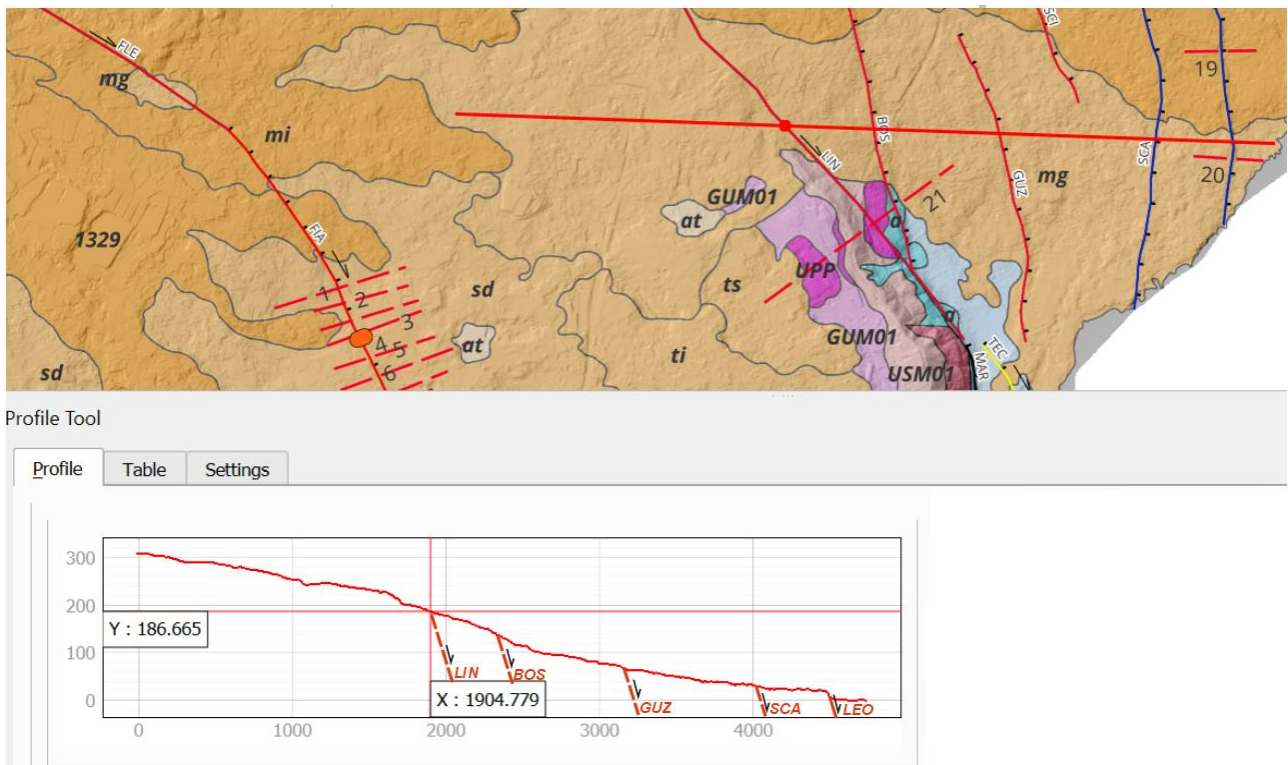 FLE
mg
mi
FIA
1329
1
2
3
4
5
6
sd
sd
at
at
GUM01
ts
ti
UPP
GUM01
USM01
LIN
BOS
21
a
a
MAR
TEC
GUZ
SCI
mg
SCA
19
20
Profile Tool
Profile
Table
Settings
300
200
100
0
Y : 186.665
X : 1904.779
LIN
BOS
GUZ
SCA
LEO
0
1000
2000
3000
4000